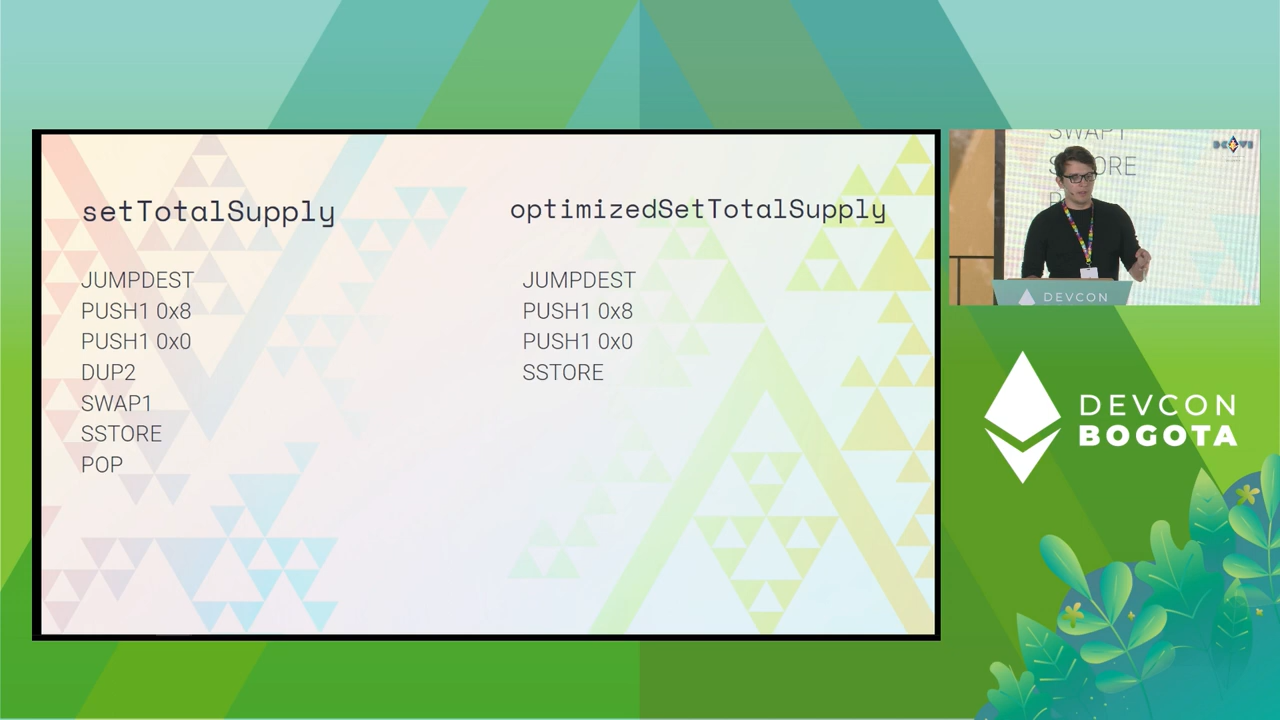 setTotalSupply
JUMPDEST
PUSH1 0x8
PUSH1 0x0
DUP2
SWAP1
SSTORE
POP
optimizedSetTotalSupply
JUMPDEST
PUSH1 0x8
PUSH1 0x0
SSTORE
SWAP1
DEVCON
DEVCON
BOGOTA